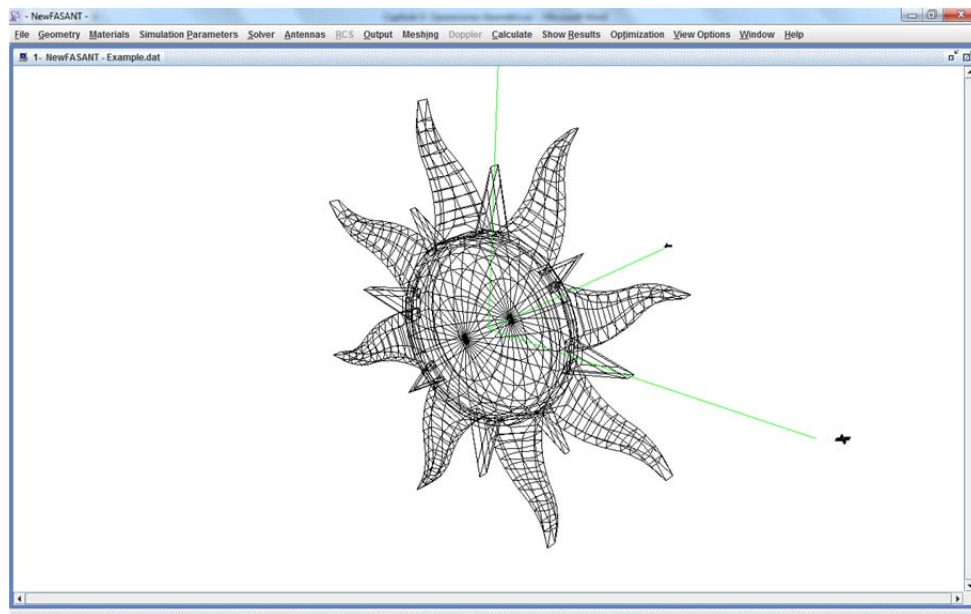 - NewFASANT -
File Geometry Materials Simulation Parameters Solver Antennas RCS Output Meshing Doppler Calculate Show Results Optimization View Options Window Help
1- NewFASANT - Example.dat